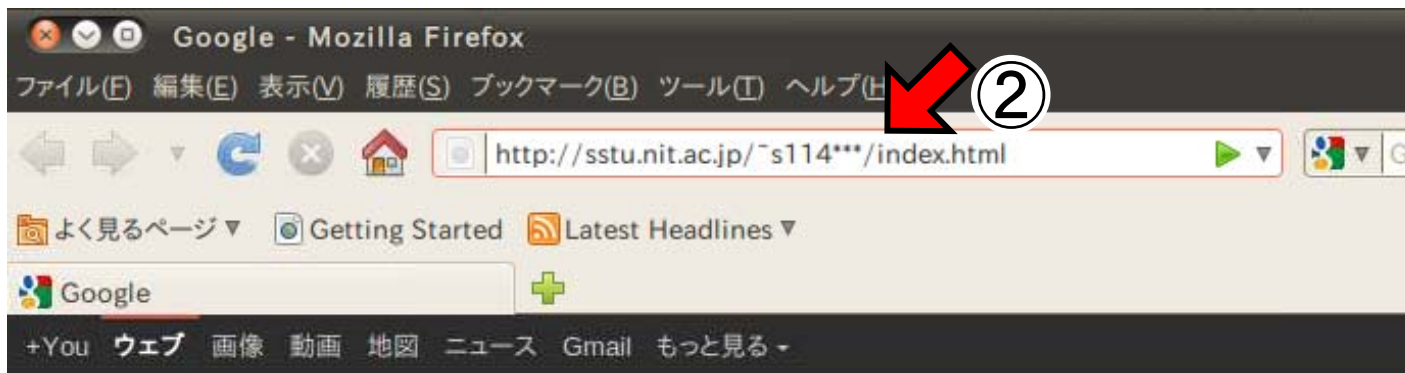 Google - Mozilla Firefox
ファイル(F) 編集(E) 表示(V) 履歴(S) ブックマーク(B) ツール(T) ヘルプ(H
②
http://sstu.nit.ac.jp/~s114***/index.html
G
よく見るページ Getting Started Latest Headlines
Google
+You ウェブ 画像 動画 地図 ニュース Gmail もっと見る